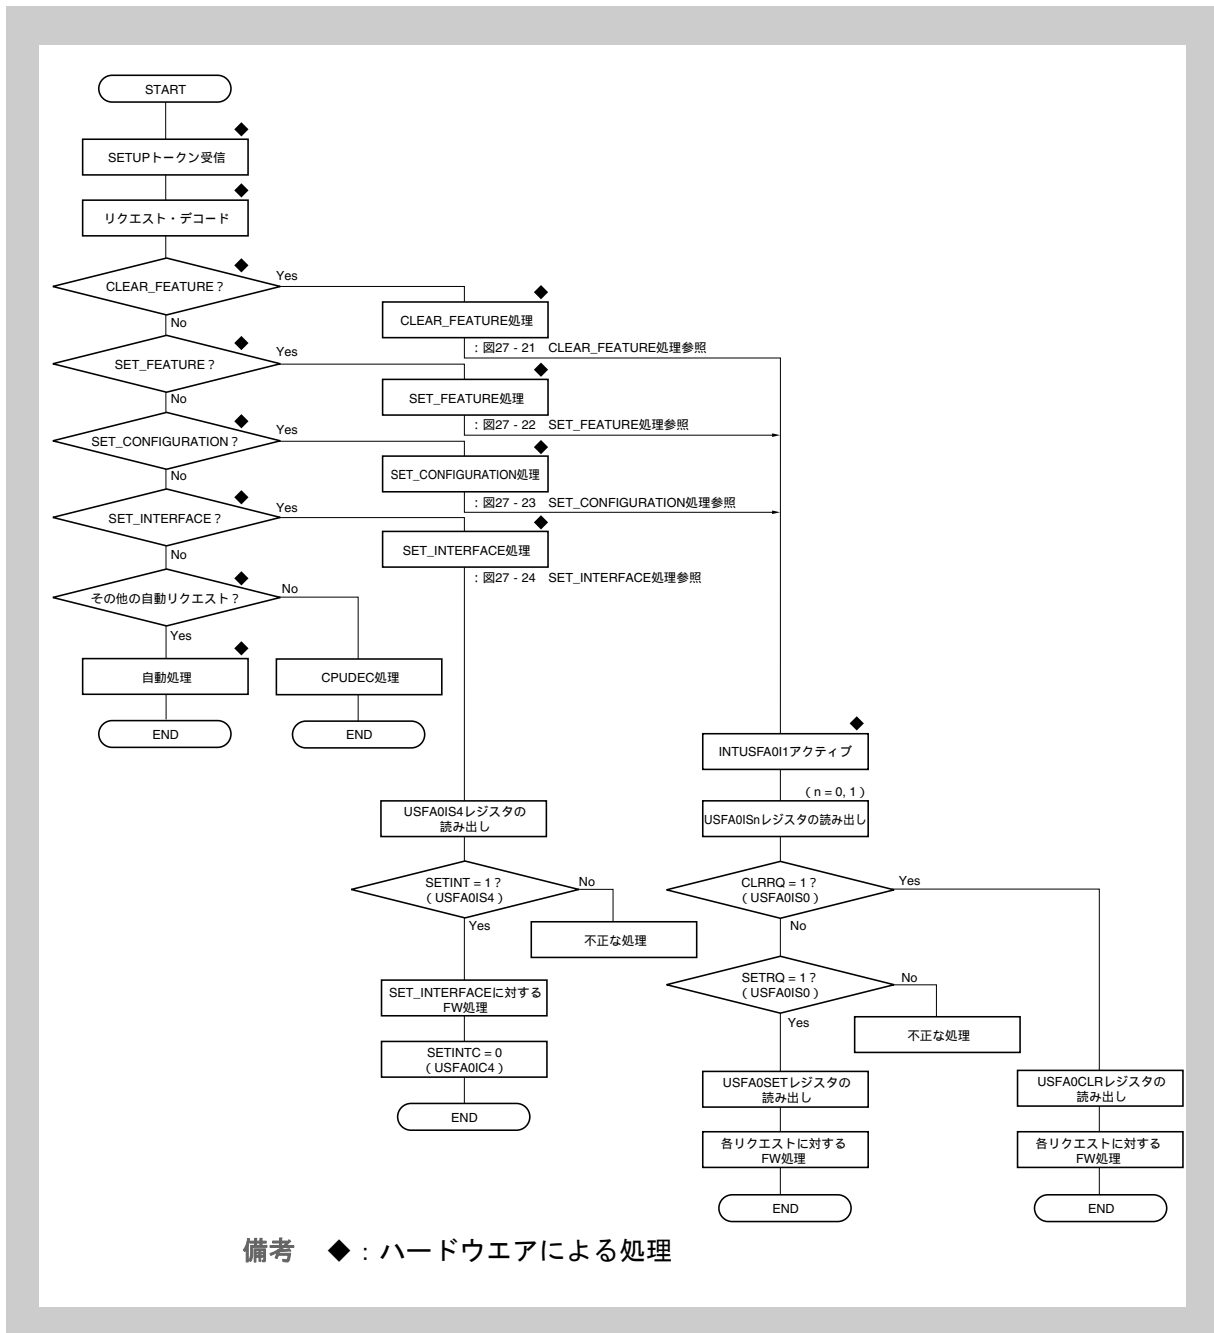 START
SETUPトークン受信
リクエスト・デコード
CLEAR_FEATURE？
Yes
No
CLEAR_FEATURE処理
：図27 - 21　CLEAR_FEATURE処理参照
SET_FEATURE？
Yes
No
SET_FEATURE処理
：図27 - 22　SET_FEATURE処理参照
SET_CONFIGURATION？
Yes
No
SET_CONFIGURATION処理
：図27 - 23　SET_CONFIGURATION処理参照
SET_INTERFACE？
Yes
No
SET_INTERFACE処理
：図27 - 24　SET_INTERFACE処理参照
その他の自動リクエスト？
No
Yes
自動処理
CPUDEC処理
END
END
INTUSFA0I1アクティブ
（n = 0, 1）
USFA0ISnレジスタの読み出し
USFA0IS4レジスタの
読み出し
SETINT = 1？
（USFA0IS4）
No
Yes
不正な処理
CLRRQ = 1？
（USFA0IS0）
Yes
No
SETRQ = 1？
（USFA0IS0）
No
Yes
不正な処理
SET_INTERFACEに対する
FW処理
SETINTC = 0
（USFA0IC4）
END
USFA0SETレジスタの
読み出し
各リクエストに対する
FW処理
END
USFA0CLRレジスタの
読み出し
各リクエストに対する
FW処理
END
備考　◆：ハードウエアによる処理